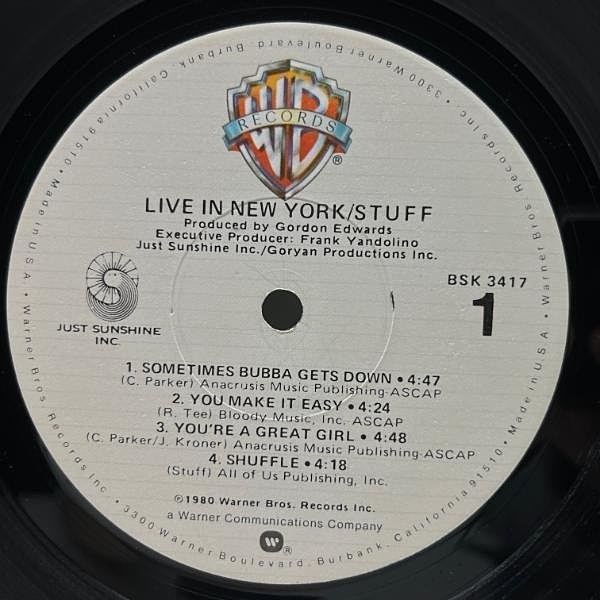 WB
RECORDS
®
LIVE IN NEW YORK/STUFF
Produced by Gordon Edwards
Executive Producer: Frank Yandolino
Just Sunshine Inc./Goryan Productions Inc.
BSK 3417
1
JUST SUNSHINE
INC.
1. SOMETIMES BUBBA GETS DOWN • 4:47
(C. Parker) Anacrusis Music Publishing-ASCAP
2. YOU MAKE IT EASY • 4:24
(R. Tee) Bloody Music, Inc. ASCAP
3. YOU'RE A GREAT GIRL • 4:48
(C. Parker/J. Kroner) Anacrusis Music Publishing-ASCAP
4. SHUFFLE • 4:18
(Stuff) All of Us Publishing, Inc.
℗1980 Warner Bros. Records Inc.
a Warner Communications Company
®
Warner Bros Records Inc • 3300 Warner Boulevard, Burbank, California 91510 • Made in U S A • Warner Bros. Records Inc • 3300 Warner Boulevard, Burbank, California 91510 • Made in U S A •